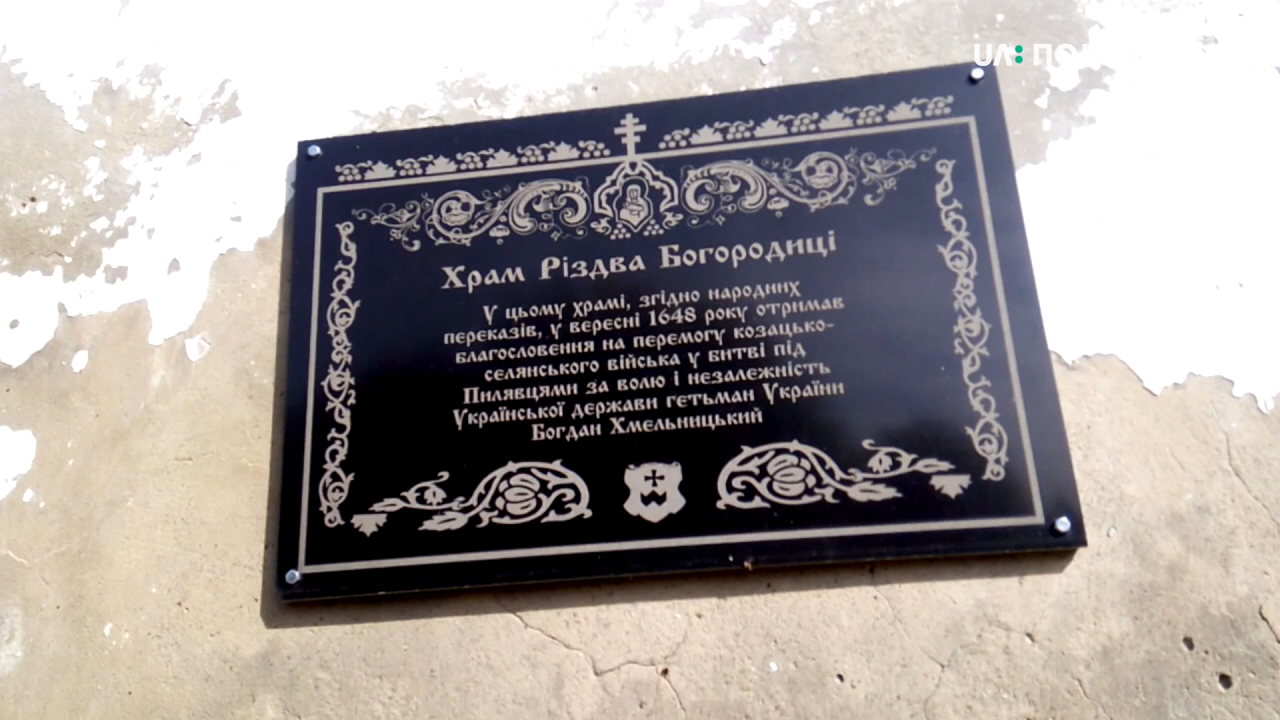 UA: ПО
Храм Різдва Богородиці
У цьому храмі, згідно народних
переказів, у вересні 1648 року отримав
благословення на перемогу козацько-
селянського війська у битві під
Пилявцями за волю і незалежність
Української держави гетьман України
Богдан Хмельницький